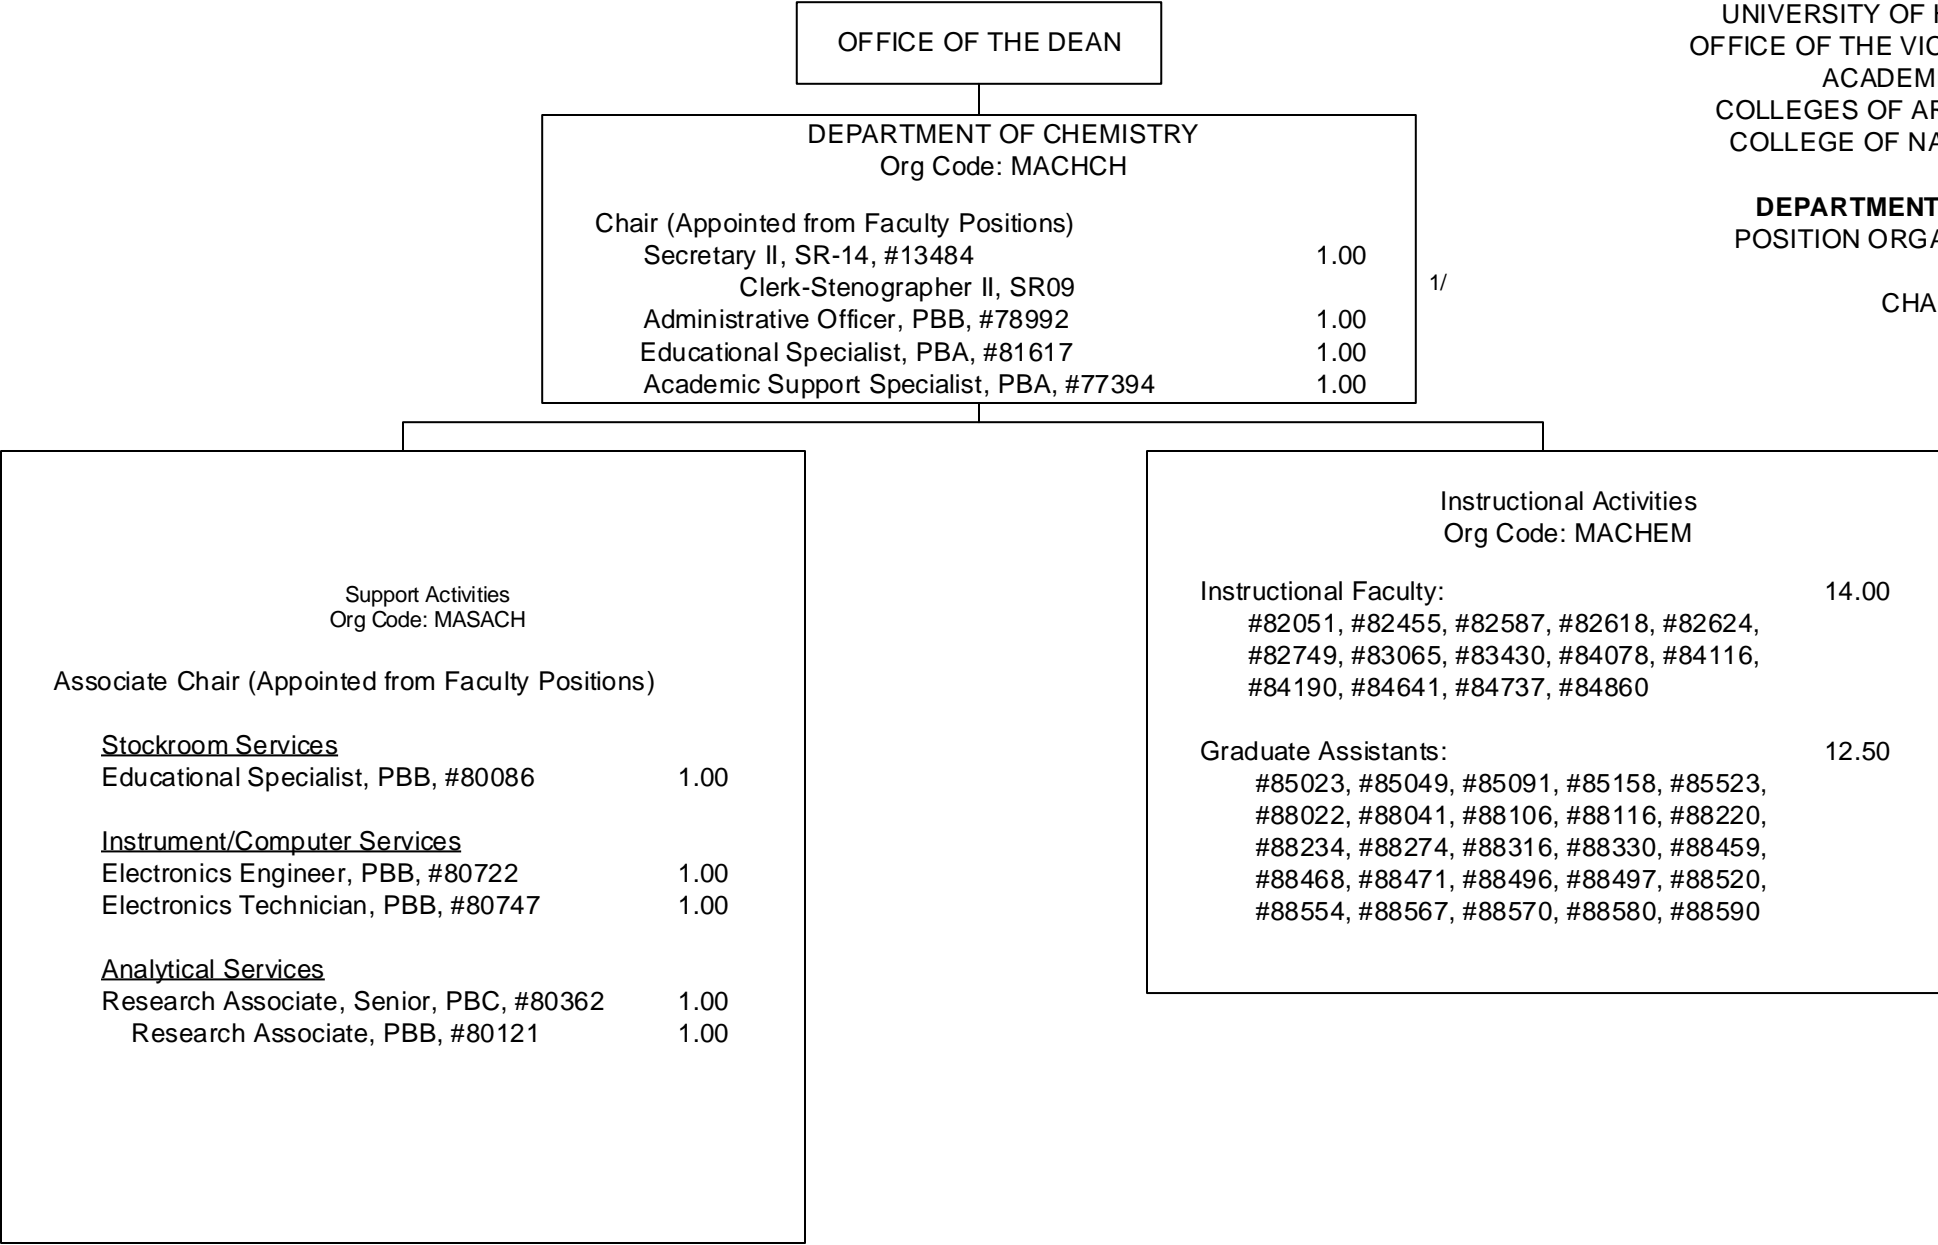 OFFICE OF THE DEAN
UNIVERSITY OF
OFFICE OF THE
COLLEGES OF
COLLEGE OF
DEPARTMENT
POSITION
DEPARTMENT OF CHEMISTRY
Org Code: MACHCH
Chair (Appointed from Faculty Positions)
Secretary II, SR-14, #13484 1.00
Clerk-Stenographer II, SR09
1/
Administrative Officer, PBB, #78992 1.00
Educational Specialist, PBA, #81617 1.00
Academic Support Specialist, PBA, #77394 1.00
Support Activities
Org Code: MASACH
Associate Chair (Appointed from Faculty Positions)
Stockroom Services
Educational Specialist, PBB, #80086 1.00
Instrument/Computer Services
Electronics Engineer, PBB, #80722 1.00
Electronics Technician, PBB, #80747 1.00
Analytical Services
Research Associate, Senior, PBC, #80362 1.00
Research Associate, PBB, #80121 1.00
Instructional Activities
Org Code: MACHEM
Instructional Faculty: 14.00
#82051, #82455, #82587, #82618, #82624,
#82749, #83065, #83430, #84078, #84116,
#84190, #84641, #84737, #84860
Graduate Assistants: 12.50
#85023, #85049, #85091, #85158, #85523,
#88022, #88041, #88106, #88116, #88220,
#88234, #88274, #88316, #88330, #88459,
#88468, #88471, #88496, #88497, #88520,
#88554, #88567, #88570, #88580, #88590